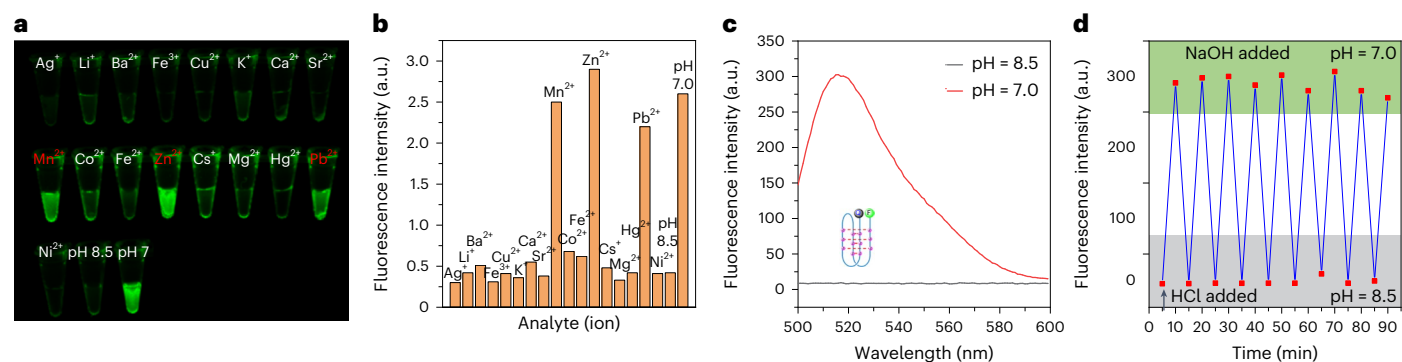 a
Ag⁺ Li⁺ Ba²⁺ Fe³⁺ Cu²⁺ K⁺ Ca²⁺ Sr²⁺
Mn²⁺ Co²⁺ Fe²⁺ Zn²⁺ Cs⁺ Mg²⁺ Hg²⁺ Pb²⁺
Ni²⁺ pH 8.5 pH 7
b
Fluorescence intensity (a.u.)
3.0
2.5
2.0
1.5
1.0
0.5
0
Ag⁺ Li⁺ Ba²⁺ Fe³⁺ Cu²⁺ K⁺ Ca²⁺ Sr²⁺ Mn²⁺ Co²⁺ Fe²⁺ Zn²⁺ Cs⁺ Mg²⁺ Hg²⁺ Pb²⁺ Ni²⁺
pH
8.5
pH
7.0
Analyte (ion)
c
Fluorescence intensity (a.u.)
350
300
250
200
150
100
50
0
pH = 8.5
pH = 7.0
F
500 520 540 560 580 600
Wavelength (nm)
d
Fluorescence intensity (a.u.)
300
200
100
0
NaOH added pH = 7.0
HCl added pH = 8.5
0 10 20 30 40 50 60 70 80 90
Time (min)